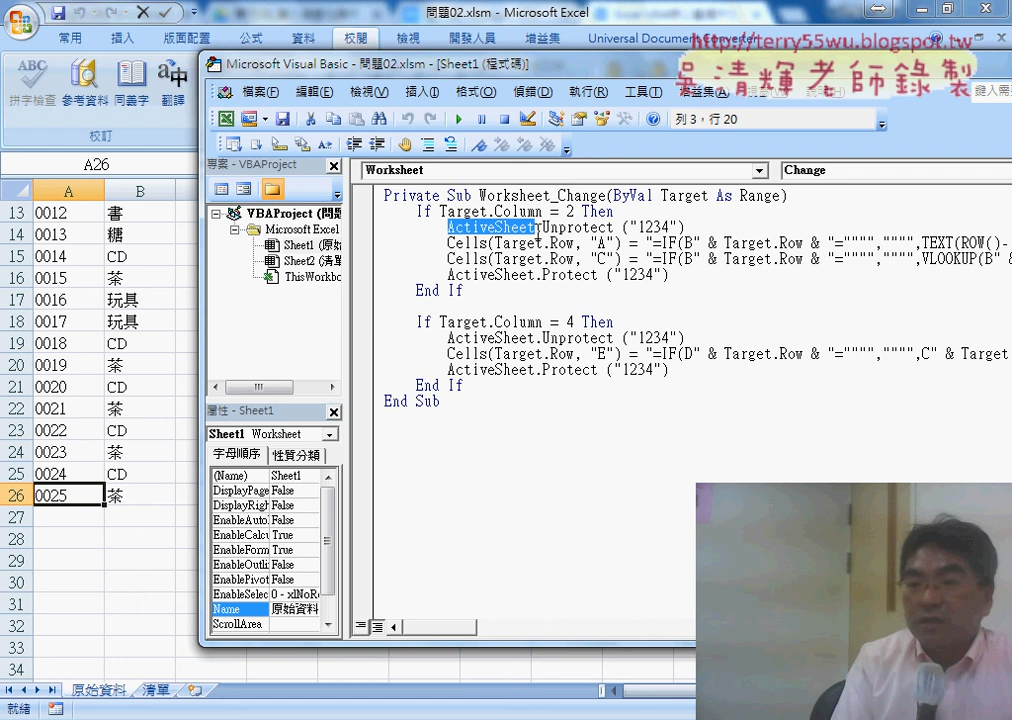 問題02.xlsm - Microsoft Excel
常用 插入 版面配置 公式 資料 校閱 檢視 開發人員 增益集 Universal Document Converter
http://terry55wu.blogspot.tw
吳清輝老師錄製
拼字檢查 參考資料 同義字 翻譯
校訂
Microsoft Visual Basic - 問題02.xlsm - [Sheet1 (程式碼)]
檔案(F) 編輯(E) 檢視(V) 插入(I) 格式(O) 偵錯(D) 執行(R) 工具(T) 增益集(A)
鍵入需
列 3，行 20
A26
專案 - VBAProject
Worksheet
Change
VBAProject (問題
Microsoft Excel
Sheet1 (原始
Sheet2 (清單
ThisWorkbo
Private Sub Worksheet_Change(ByVal Target As Range)
If Target.Column = 2 Then
ActiveSheet.Unprotect ("1234")
Cells(Target.Row, "A") = "=IF(B" & Target.Row & "="""","""",TEXT(ROW()-
Cells(Target.Row, "C") = "=IF(B" & Target.Row & "="""","""",VLOOKUP(B" &
ActiveSheet.Protect ("1234")
End If
If Target.Column = 4 Then
ActiveSheet.Unprotect ("1234")
Cells(Target.Row, "E") = "=IF(D" & Target.Row & "="""","""",C" & Target
ActiveSheet.Protect ("1234")
End If
End Sub
屬性 - Sheet1
Sheet1 Worksheet
字母順序 性質分類
(Name) Sheet1
DisplayPage False
DisplayRigh False
EnableAuto False
EnableCalcu True
EnableForm True
EnableOutli False
EnablePivot False
EnableSelec 0 - xlNoRe
Name 原始資料
ScrollArea
A B
13 0012 書
14 0013 糖
15 0014 CD
16 0015 茶
17 0016 玩具
18 0017 玩具
19 0018 CD
20 0019 茶
21 0020 CD
22 0021 茶
23 0022 CD
24 0023 茶
25 0024 CD
26 0025 茶
27
28
29
30
31
32
33
34
原始資料 清單
就緒